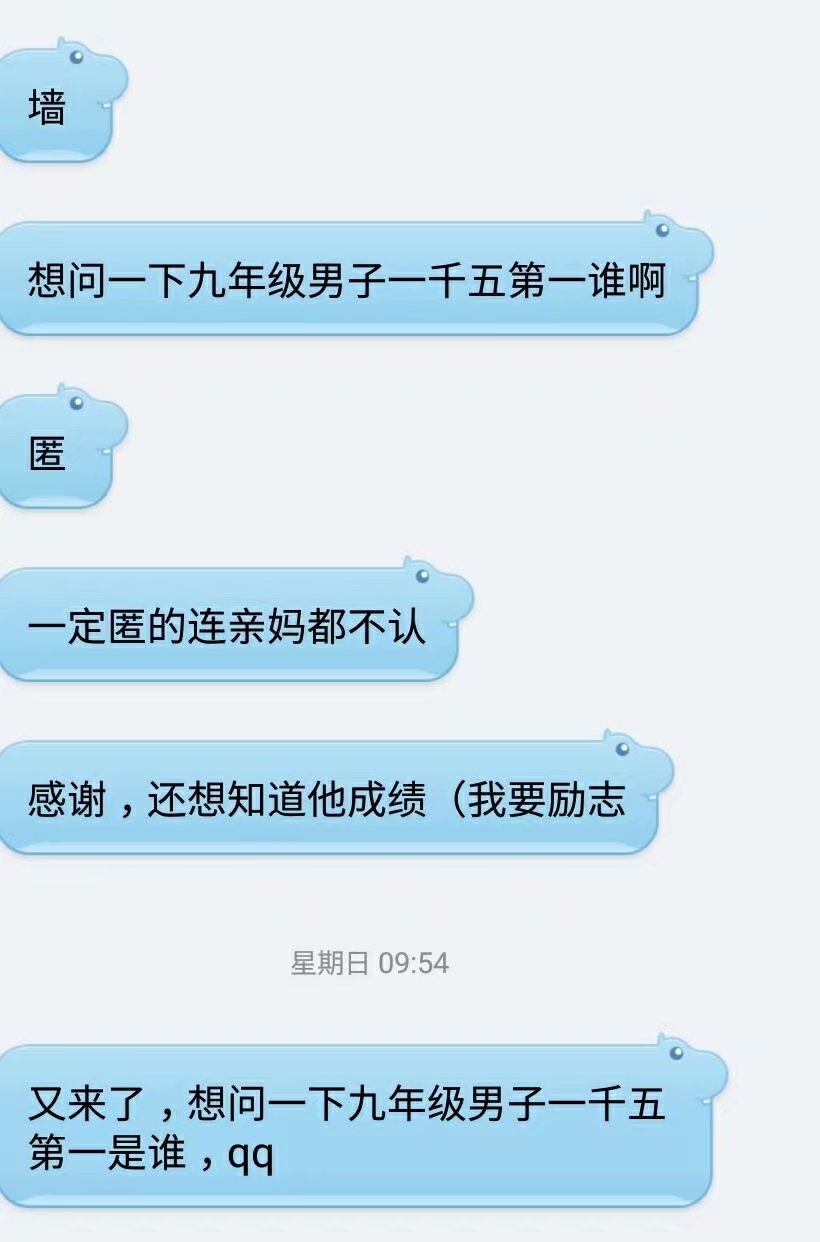 墙
想问一下九年级男子一千五第一谁啊
匿
一定匿的连亲妈都不认
感谢，还想知道他成绩（我要励志
星期日 09:54
又来了，想问一下九年级男子一千五
第一是谁，qq